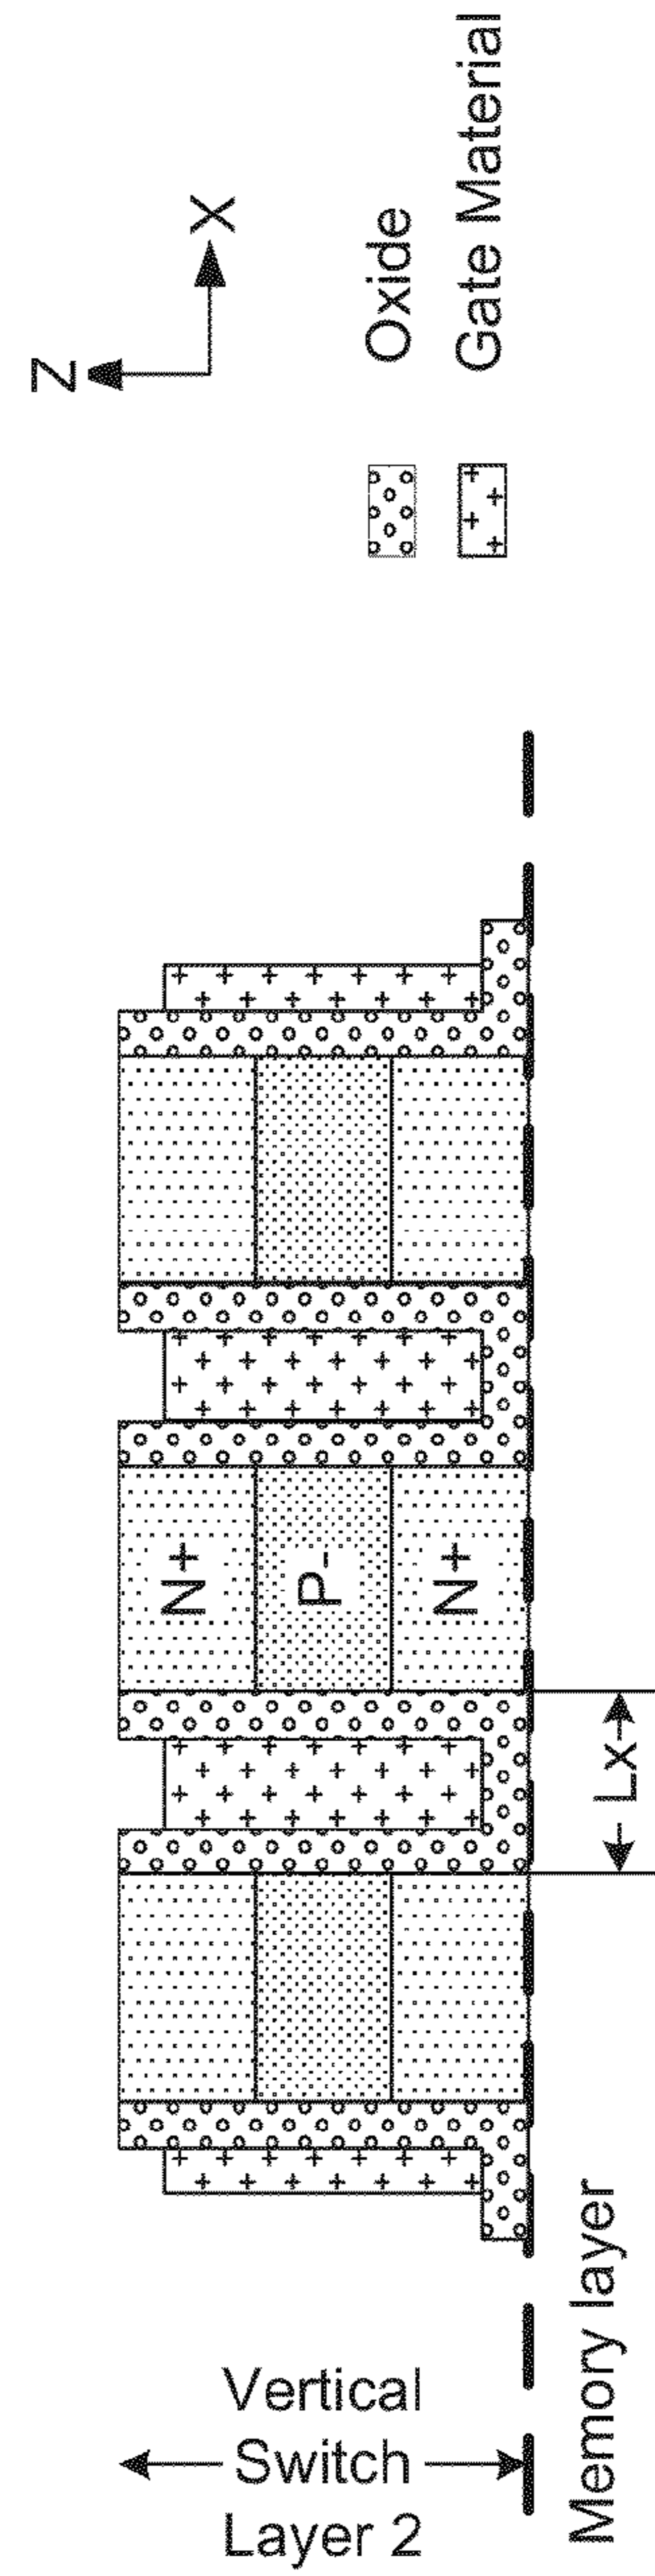 Z
X
Oxide
Gate Material
N+
P-
N+
Lx
Vertical
Switch
Layer 2
Memory layer